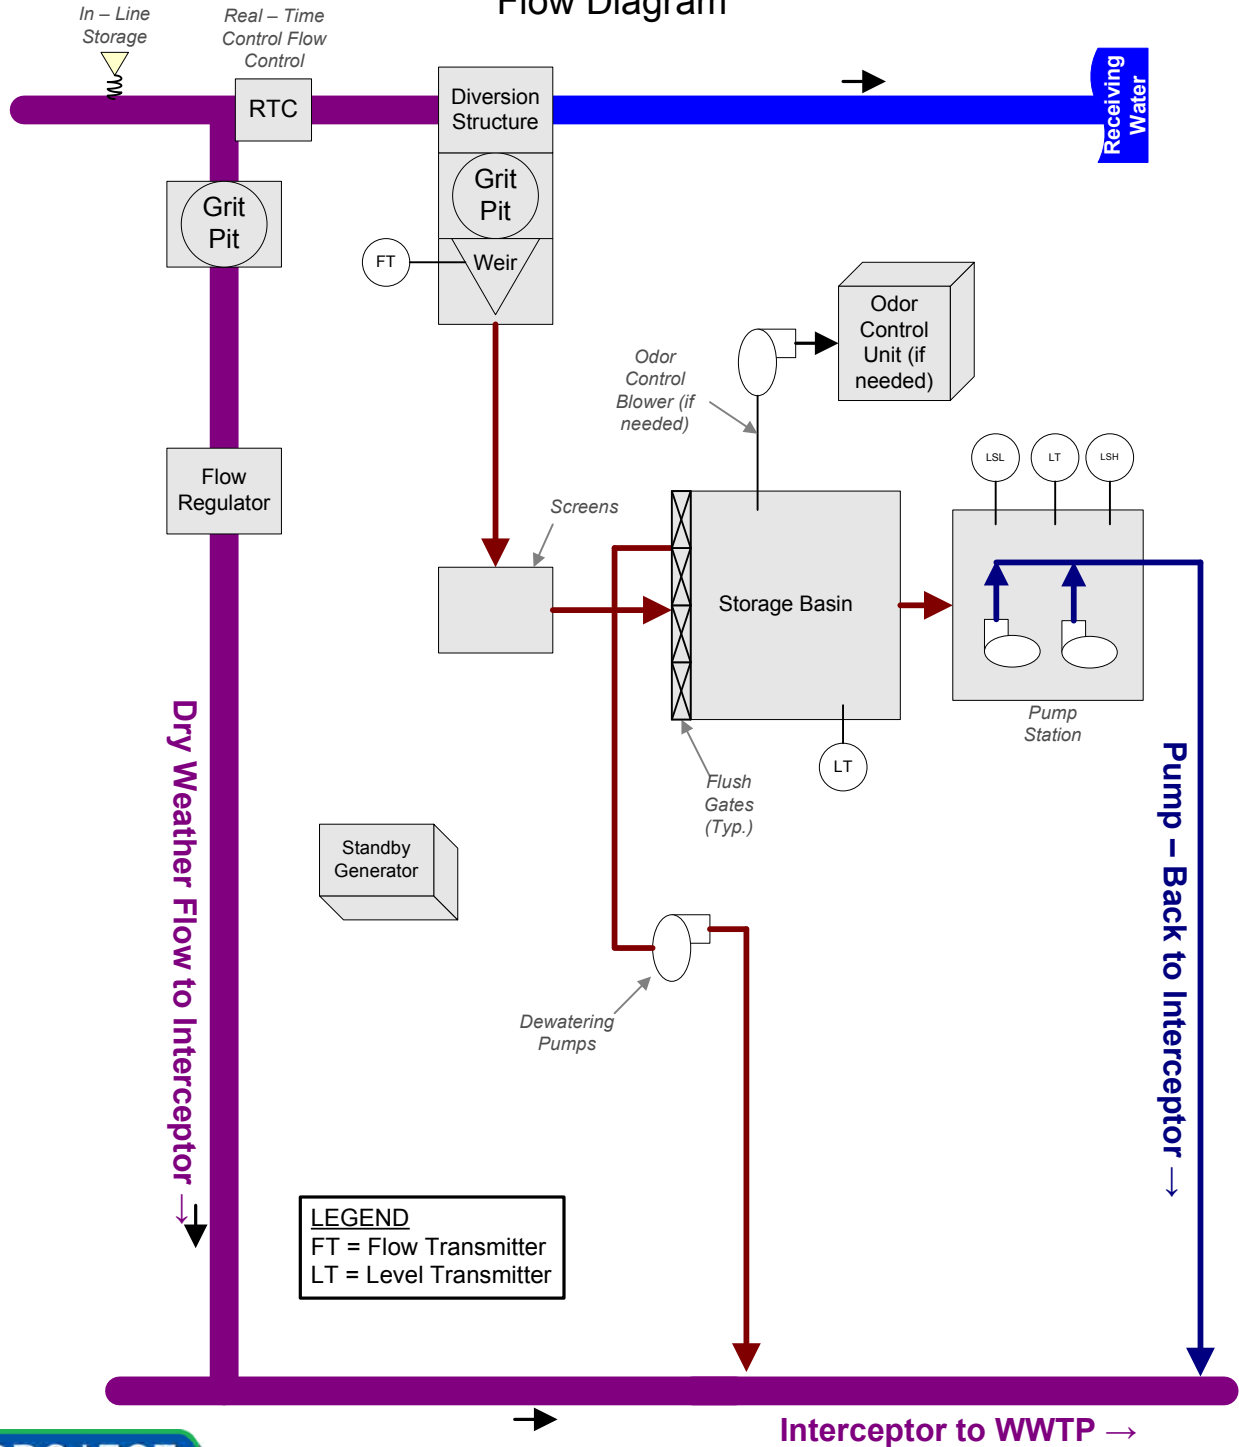 Flow Diagram
In – Line
Storage
Real – Time
Control Flow
Control
RTC
Diversion
Structure
Receiving
Water
Grit
Pit
Grit
Pit
FT
Weir
Odor
Control
Unit (if
needed)
Odor
Control
Blower (if
needed)
LSL
LT
LSH
Flow
Regulator
Screens
Storage Basin
Pump
Station
LT
Flush
Gates
(Typ.)
Dry Weather Flow to Interceptor →
Pump – Back to Interceptor →
Standby
Generator
Dewatering
Pumps
LEGEND
FT = Flow Transmitter
LT = Level Transmitter
Interceptor to WWTP →